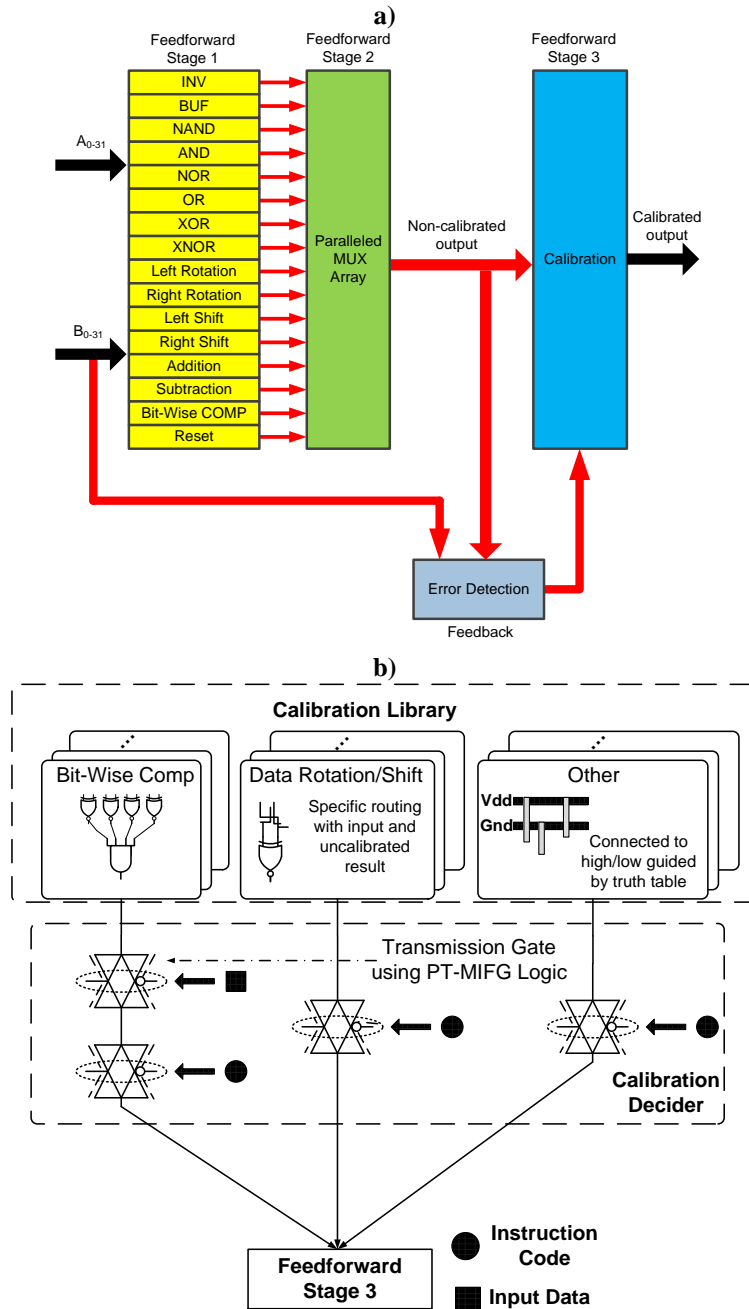 a)
Feedforward
Stage 1
Feedforward
Stage 2
Feedforward
Stage 3
INV
BUF
NAND
AND
NOR
OR
XOR
XNOR
Left Rotation
Right Rotation
Left Shift
Right Shift
Addition
Subtraction
Bit-Wise COMP
Reset
A0-31
B0-31
Paralleled
MUX
Array
Non-calibrated
output
Calibration
Calibrated
output
Error Detection
Feedback
b)
Calibration Library
Bit-Wise Comp
Data Rotation/Shift
Specific routing
with input and
uncalibrated
result
Other
Vdd
Gnd
Connected to
high/low guided
by truth table
Transmission Gate
using PT-MIFG Logic
Calibration
Decider
Feedforward
Stage 3
Instruction
Code
Input Data